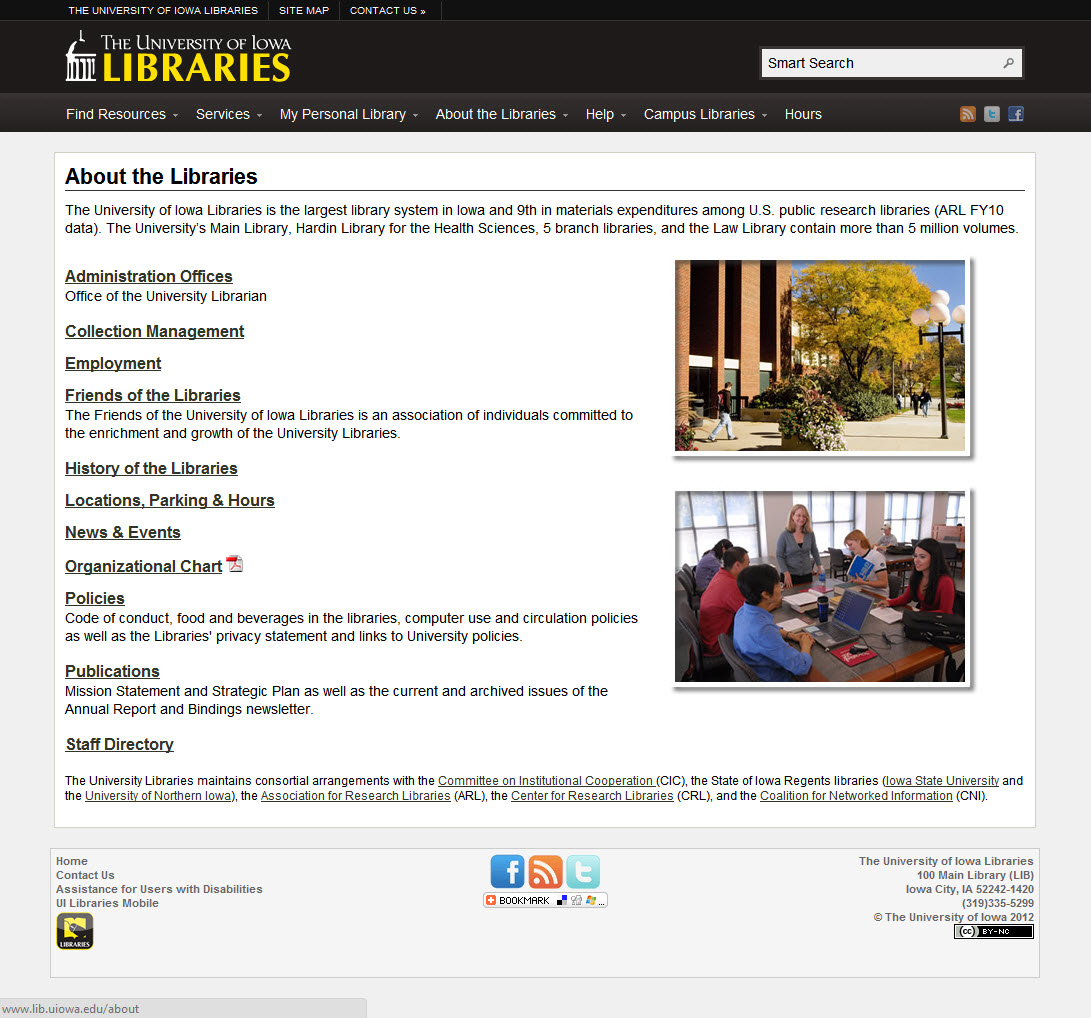 THE UNIVERSITY OF IOWA LIBRARIES SITE MAP CONTACT US »
THE UNIVERSITY OF IOWA
LIBRARIES
Smart Search
Find Resources Services My Personal Library About the Libraries Help Campus Libraries Hours
About the Libraries
The University of Iowa Libraries is the largest library system in Iowa and 9th in materials expenditures among U.S. public research libraries (ARL FY10
data). The University's Main Library, Hardin Library for the Health Sciences, 5 branch libraries, and the Law Library contain more than 5 million volumes.
Administration Offices
Office of the University Librarian
Collection Management
Employment
Friends of the Libraries
The Friends of the University of Iowa Libraries is an association of individuals committed to
the enrichment and growth of the University Libraries.
History of the Libraries
Locations, Parking & Hours
News & Events
Organizational Chart
Policies
Code of conduct, food and beverages in the libraries, computer use and circulation policies
as well as the Libraries' privacy statement and links to University policies.
Publications
Mission Statement and Strategic Plan as well as the current and archived issues of the
Annual Report and Bindings newsletter.
Staff Directory
The University Libraries maintains consortial arrangements with the Committee on Institutional Cooperation (CIC), the State of Iowa Regents libraries (Iowa State University and
the University of Northern Iowa), the Association for Research Libraries (ARL), the Center for Research Libraries (CRL), and the Coalition for Networked Information (CNI).
Home
Contact Us
Assistance for Users with Disabilities
UI Libraries Mobile
LIBRARIES
BOOKMARK
The University of Iowa Libraries
100 Main Library (LIB)
Iowa City, IA 52242-1420
(319)335-5299
© The University of Iowa 2012
cc BY-NC
www.lib.uiowa.edu/about